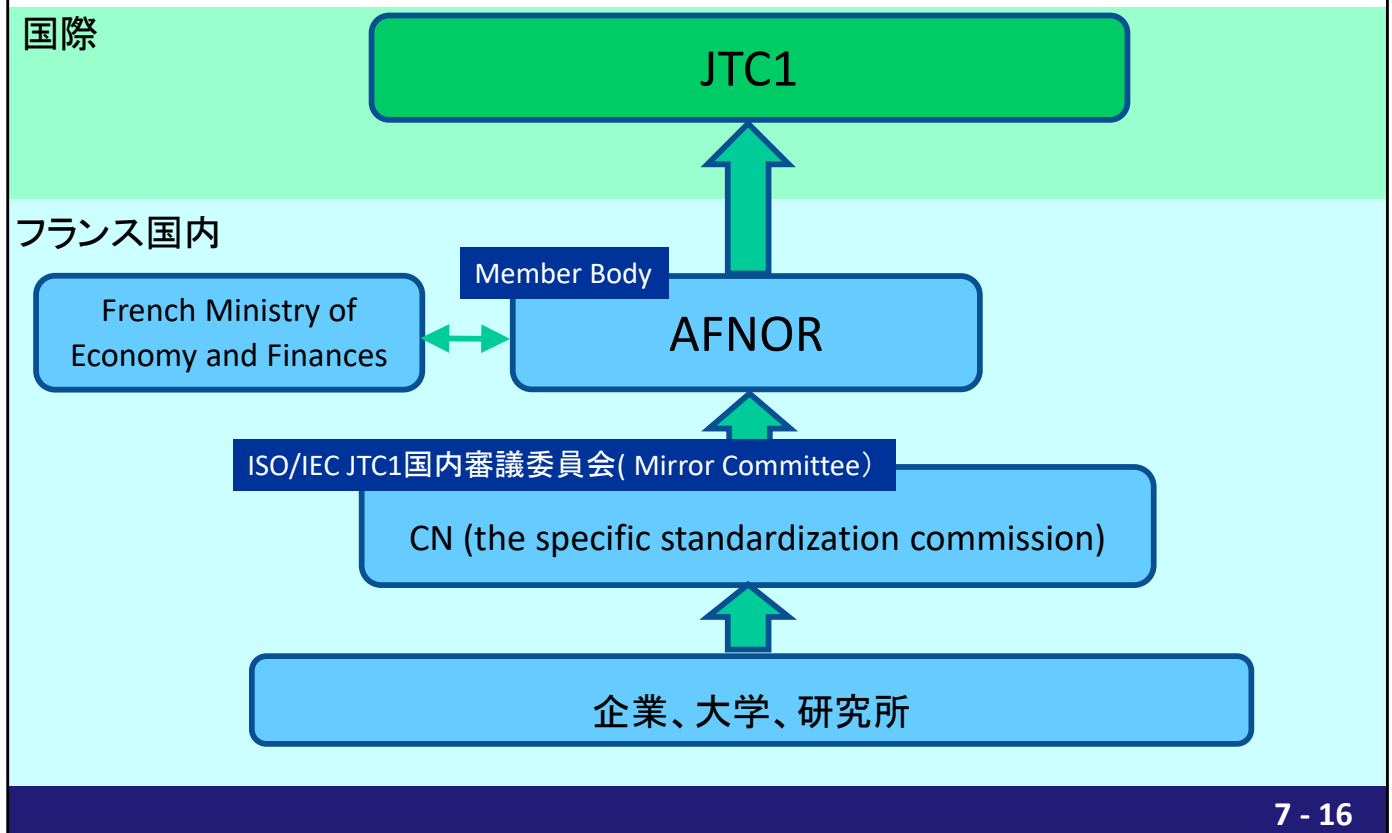 国際
JTC1
フランス国内
Member Body
French Ministry of
Economy and Finances
AFNOR
ISO/IEC JTC1国内審議委員会( Mirror Committee）
CN (the specific standardization commission)
企業、大学、研究所
7 - 16